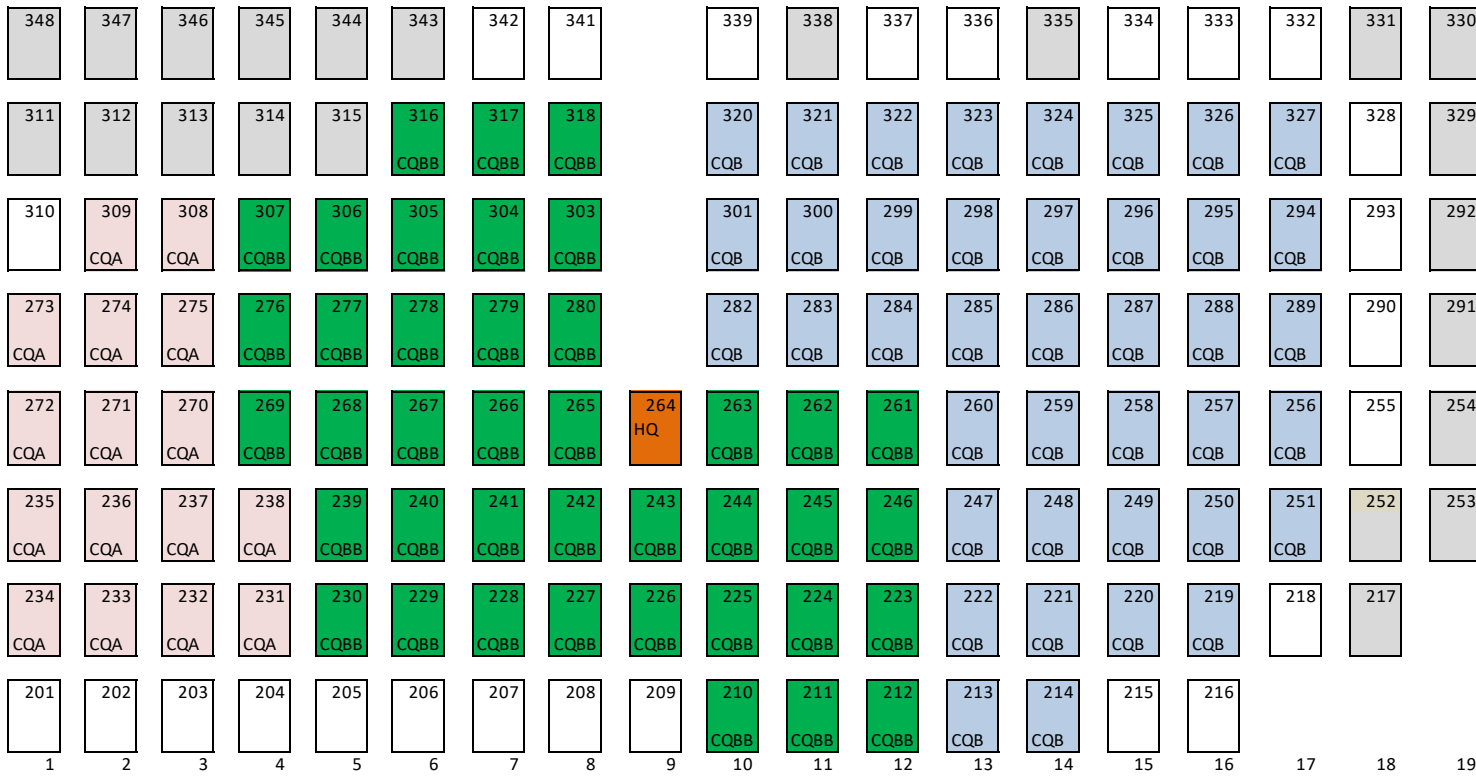 348 347 346 345 344 343 342 341 339 338 337 336 335 334 333 332 331 330
311 312 313 314 315 316 317 318 320 321 322 323 324 325 326 327 328 329
CQBB CQBB CQBB CQB CQB CQB CQB CQB CQB CQB CQB
310 309 308 307 306 305 304 303 301 300 299 298 297 296 295 294 293 292
CQA CQA CQBB CQBB CQBB CQBB CQBB CQB CQB CQB CQB CQB CQB CQB CQB
273 274 275 276 277 278 279 280 282 283 284 285 286 287 288 289 290 291
CQA CQA CQA CQBB CQBB CQBB CQBB CQBB CQB CQB CQB CQB CQB CQB CQB CQB
272 271 270 269 268 267 266 265 264 263 262 261 260 259 258 257 256 255 254
HQ
CQA CQA CQA CQBB CQBB CQBB CQBB CQBB CQBB CQBB CQBB CQB CQB CQB CQB CQB
235 236 237 238 239 240 241 242 243 244 245 246 247 248 249 250 251 252 253
CQA CQA CQA CQA CQBB CQBB CQBB CQBB CQBB CQBB CQBB CQBB CQB CQB CQB CQB CQB
234 233 232 231 230 229 228 227 226 225 224 223 222 221 220 219 218 217
CQA CQA CQA CQA CQBB CQBB CQBB CQBB CQBB CQBB CQBB CQBB CQB CQB CQB CQB
201 202 203 204 205 206 207 208 209 210 211 212 213 214 215 216
CQBB CQBB CQBB CQB CQB
1 2 3 4 5 6 7 8 9 10 11 12 13 14 15 16 17 18 19